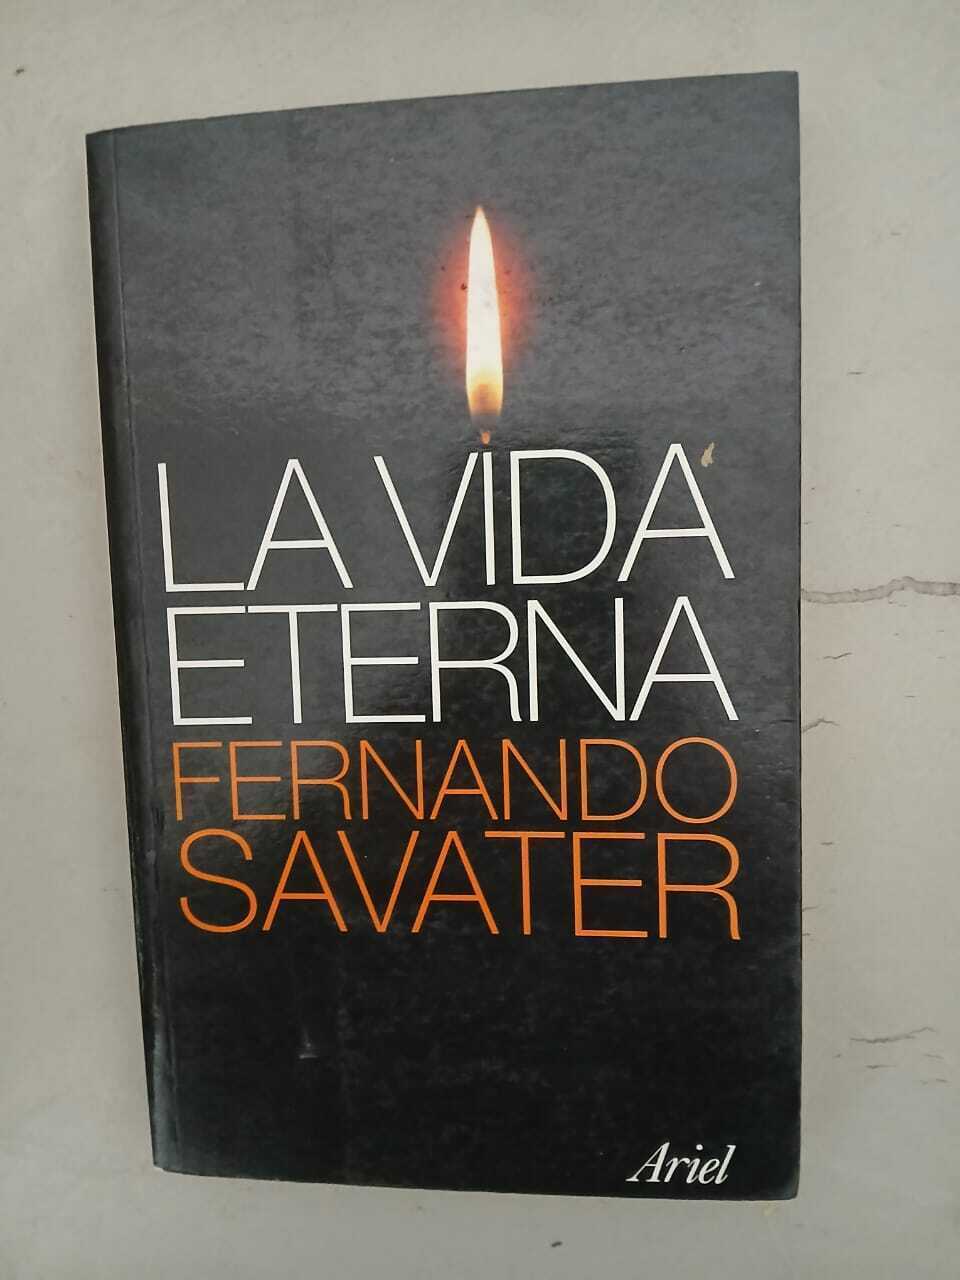 LA VIDA
ETERNA
FERNANDO
SAVATER
Ariel